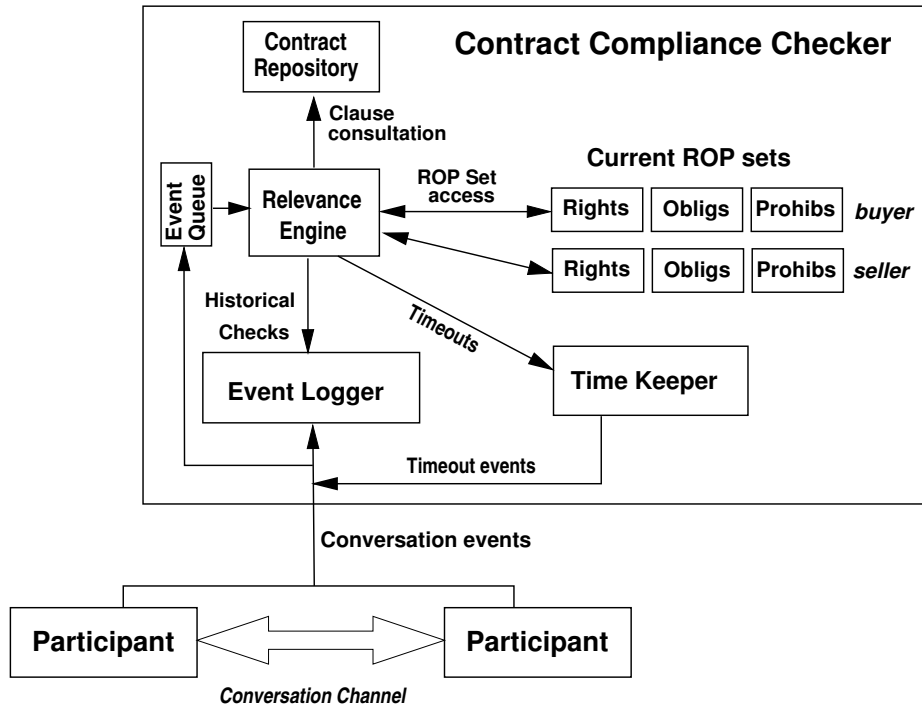 Contract Compliance Checker
Contract
Repository
Clause
consultation
Current ROP sets
Event
Queue
Relevance
Engine
ROP Set
access
Rights
Obligs
Prohibs
buyer
Rights
Obligs
Prohibs
seller
Historical
Checks
Timeouts
Event Logger
Time Keeper
Timeout events
Conversation events
Participant
Participant
Conversation Channel